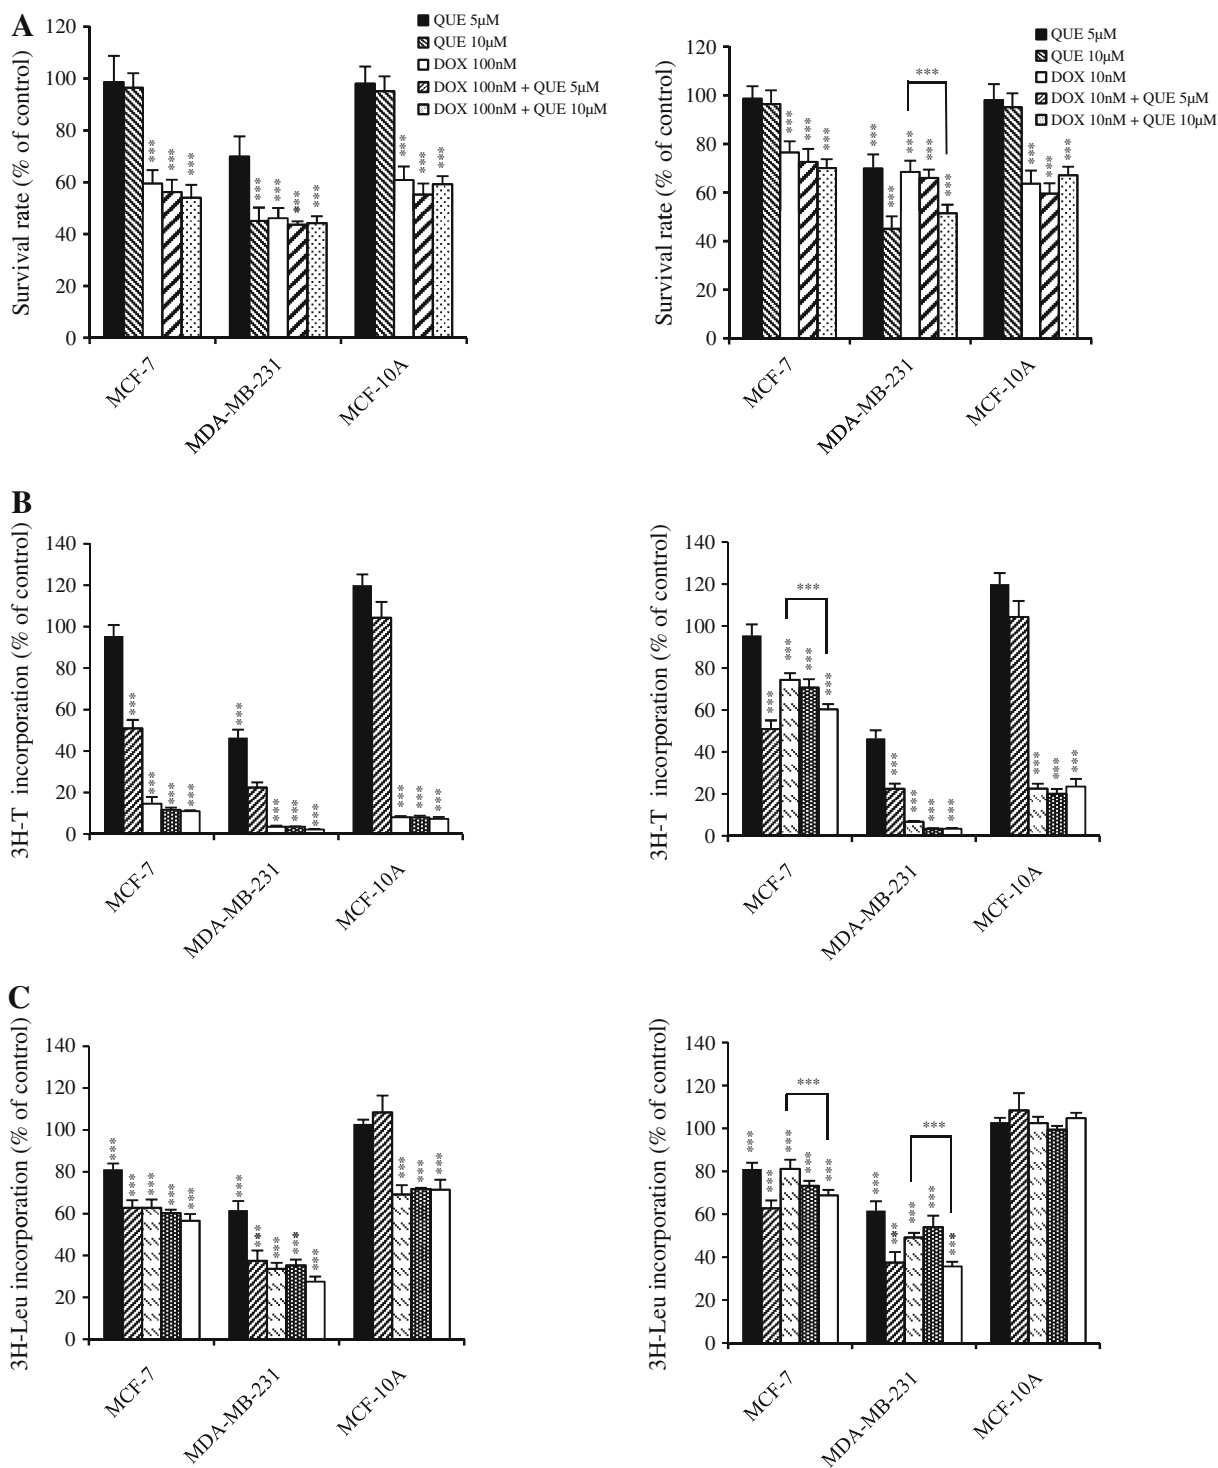 A
Survival rate (% of control)
120
100
80
60
40
20
0
*** *** *** *** *** *** *** *** *** ***
MCF-7
MDA-MB-231
MCF-10A
QUE 5µM
QUE 10µM
DOX 100nM
DOX 100nM + QUE 5µM
DOX 100nM + QUE 10µM
Survival rate (% of control)
120
100
80
60
40
20
0
***
*** *** *** *** *** *** *** *** *** *** ***
MCF-7
MDA-MB-231
MCF-10A
QUE 5µM
QUE 10µM
DOX 10nM
DOX 10nM + QUE 5µM
DOX 10nM + QUE 10µM
B
3H-T incorporation (% of control)
140
120
100
80
60
40
20
0
*** *** *** *** *** *** *** *** *** *** ***
MCF-7
MDA-MB-231
MCF-10A
3H-T incorporation (% of control)
140
120
100
80
60
40
20
0
***
*** *** *** *** *** *** *** *** *** *** ***
MCF-7
MDA-MB-231
MCF-10A
C
3H-Leu incorporation (% of control)
140
120
100
80
60
40
20
0
*** *** *** *** *** *** *** *** *** *** *** *** ***
MCF-7
MDA-MB-231
MCF-10A
3H-Leu incorporation (% of control)
140
120
100
80
60
40
20
0
***
***
*** *** *** *** *** *** *** *** *** ***
MCF-7
MDA-MB-231
MCF-10A